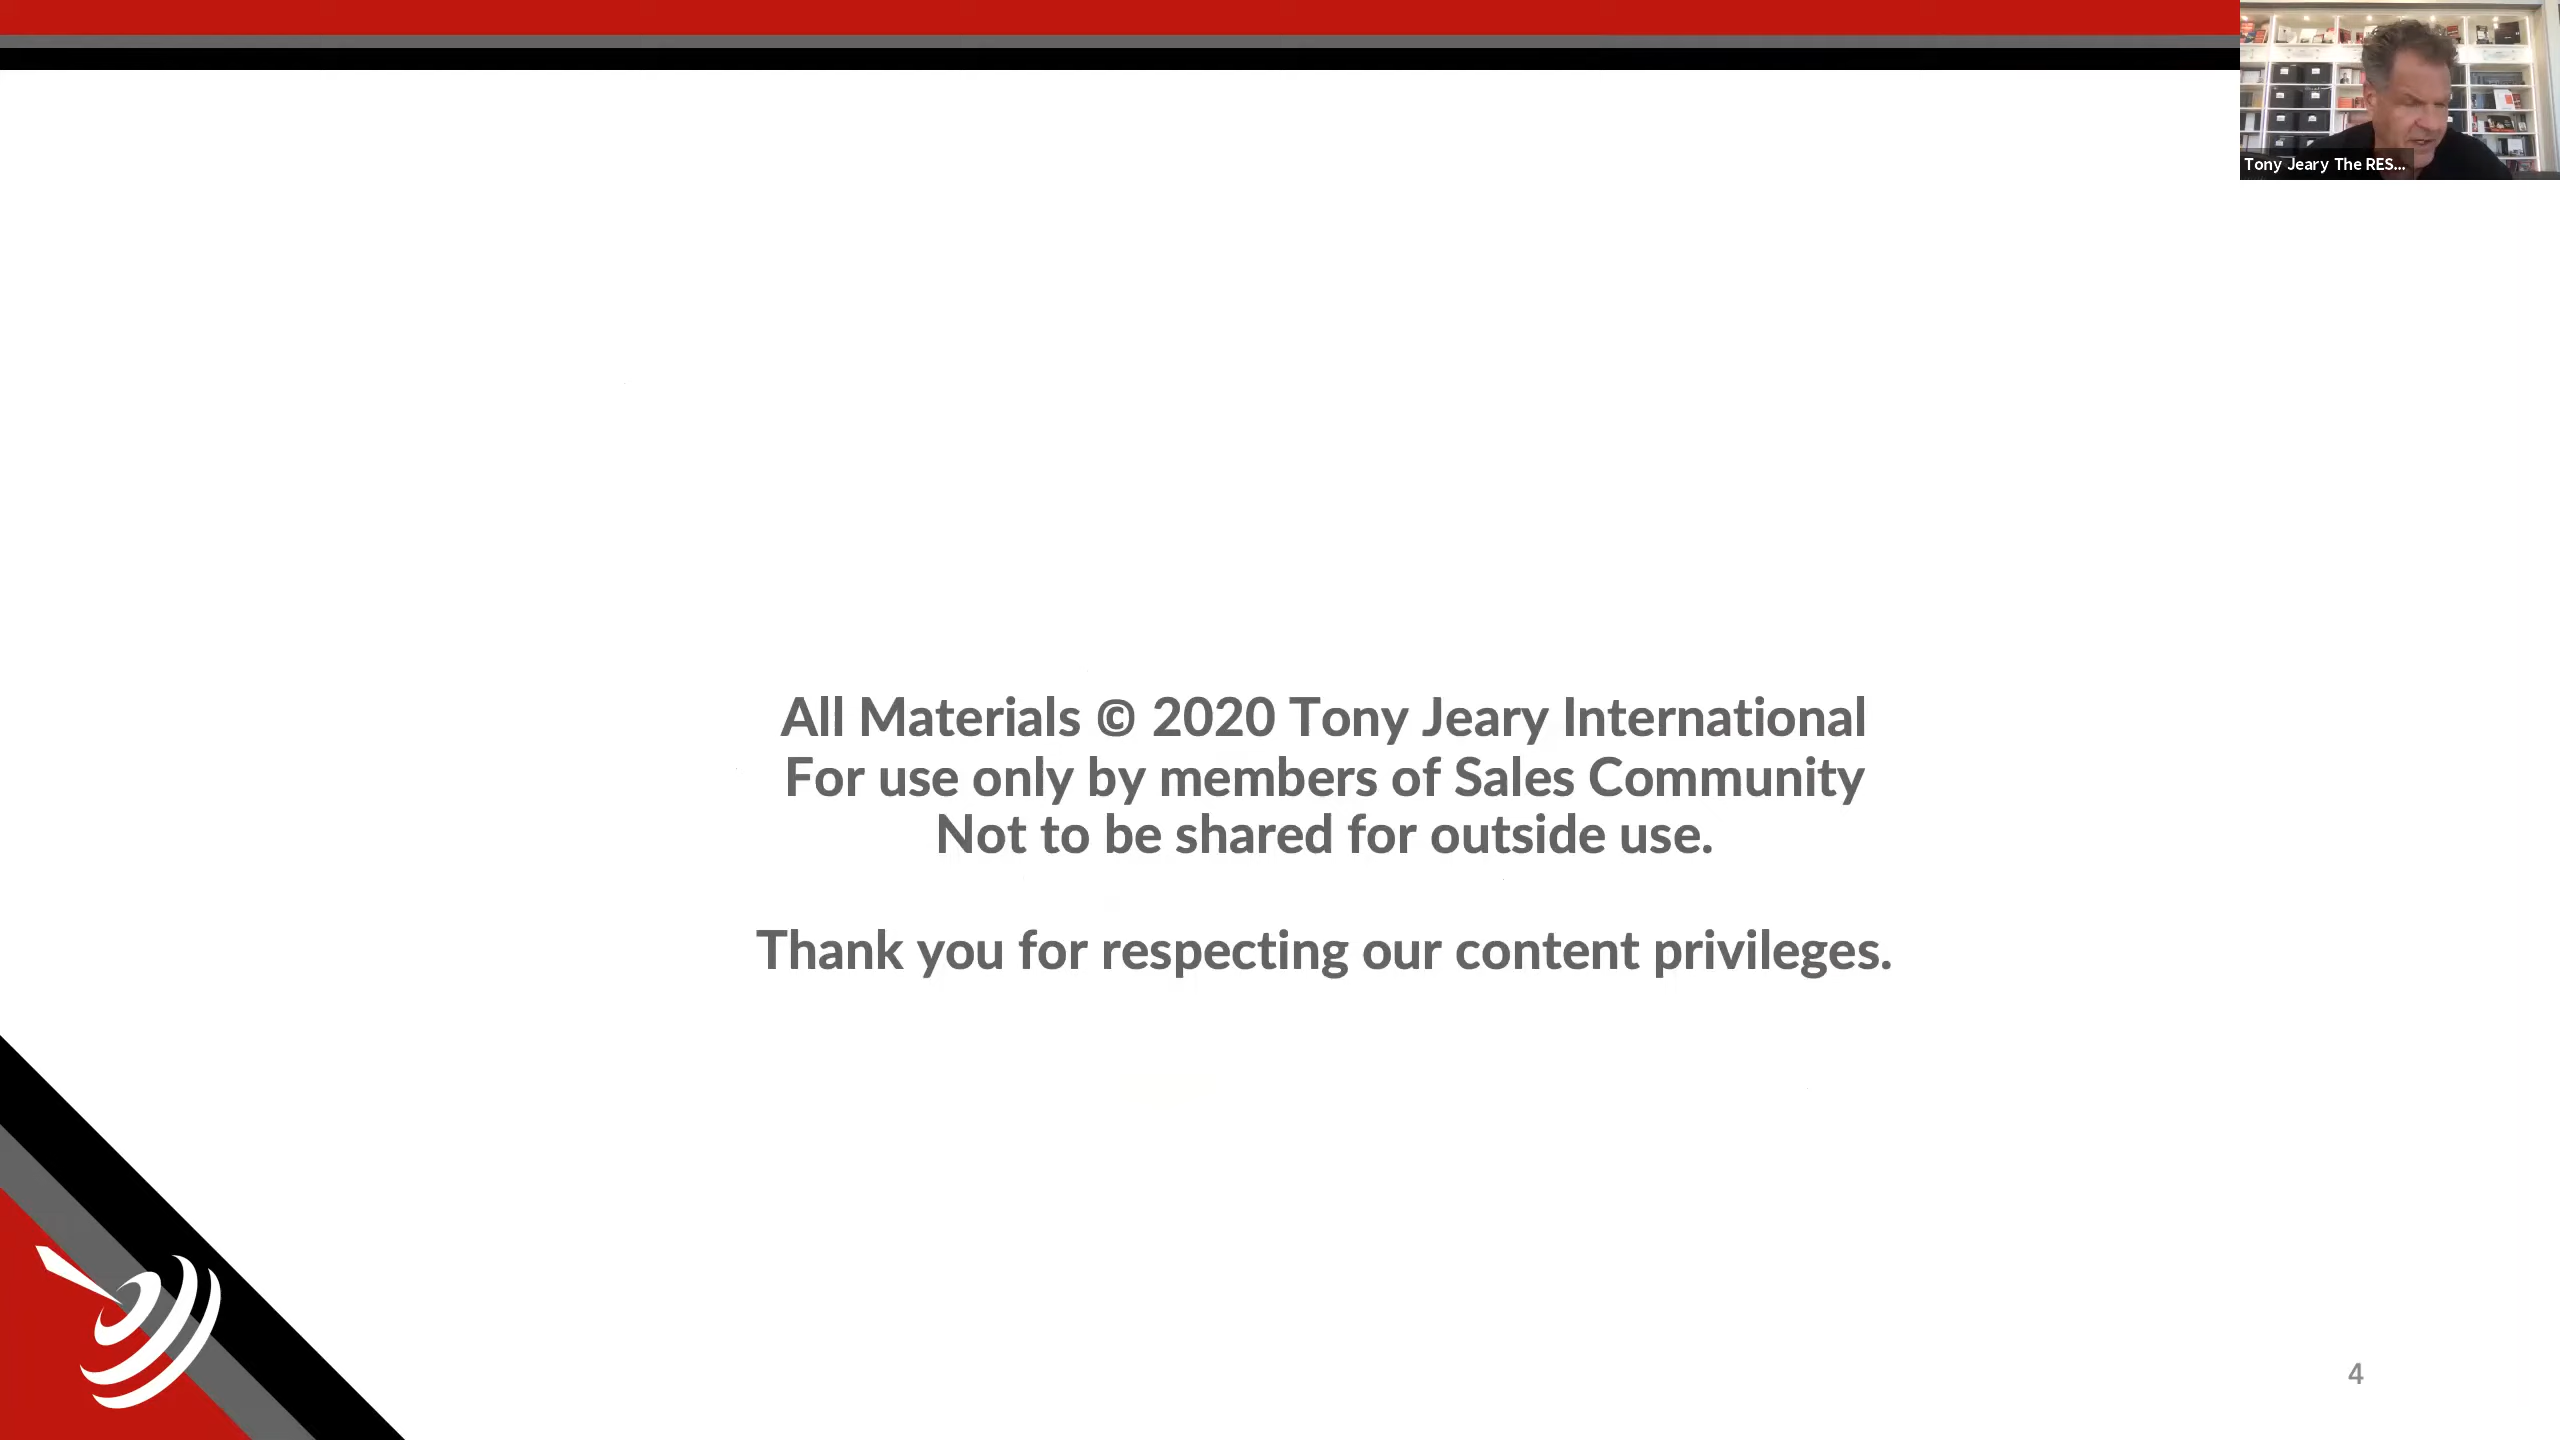 Tony Jeary The RES...
All Materials © 2020 Tony Jeary International
For use only by members of Sales Community
Not to be shared for outside use.
Thank you for respecting our content privileges.
4